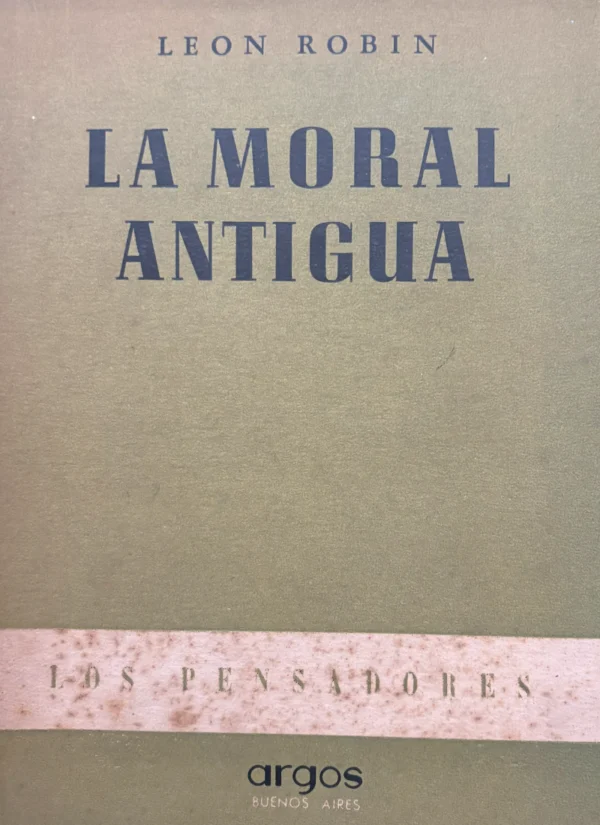 LEON ROBIN
LA MORAL
ANTIGUA
LOS PENSADORES
argos
BUENOS AIRES